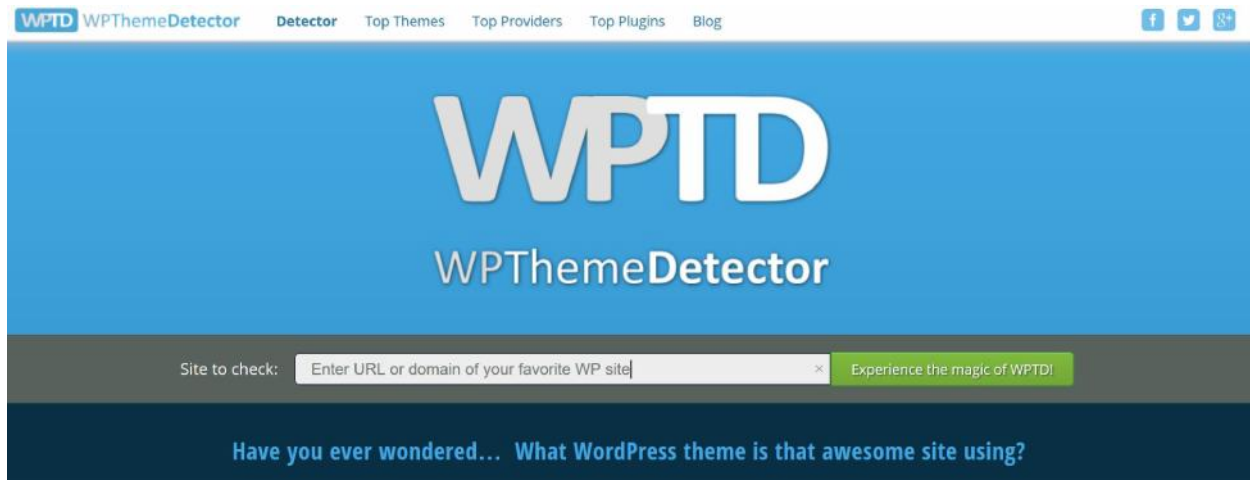 WPTD WPThemeDetector Detector Top Themes Top Providers Top Plugins Blog f 8+
WPTD
WPThemeDetector
Site to check: Enter URL or domain of your favorite WP site × Experience the magic of WPTD!
Have you ever wondered... What WordPress theme is that awesome site using?